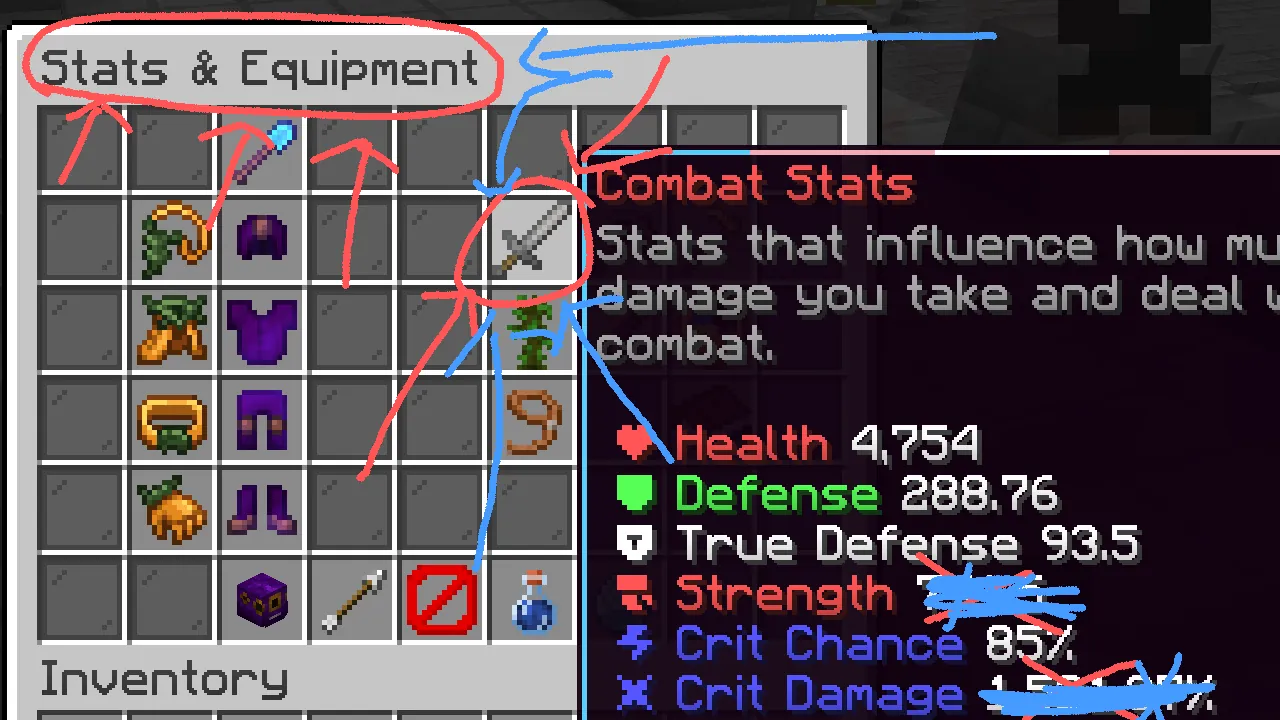 Stats & Equipment
Combat Stats
Stats that influence how mu
damage you take and deal w
combat.
Health 4,754
Defense 288.76
True Defense 93.5
Strength
Crit Chance 85%
Crit Damage
Inventory